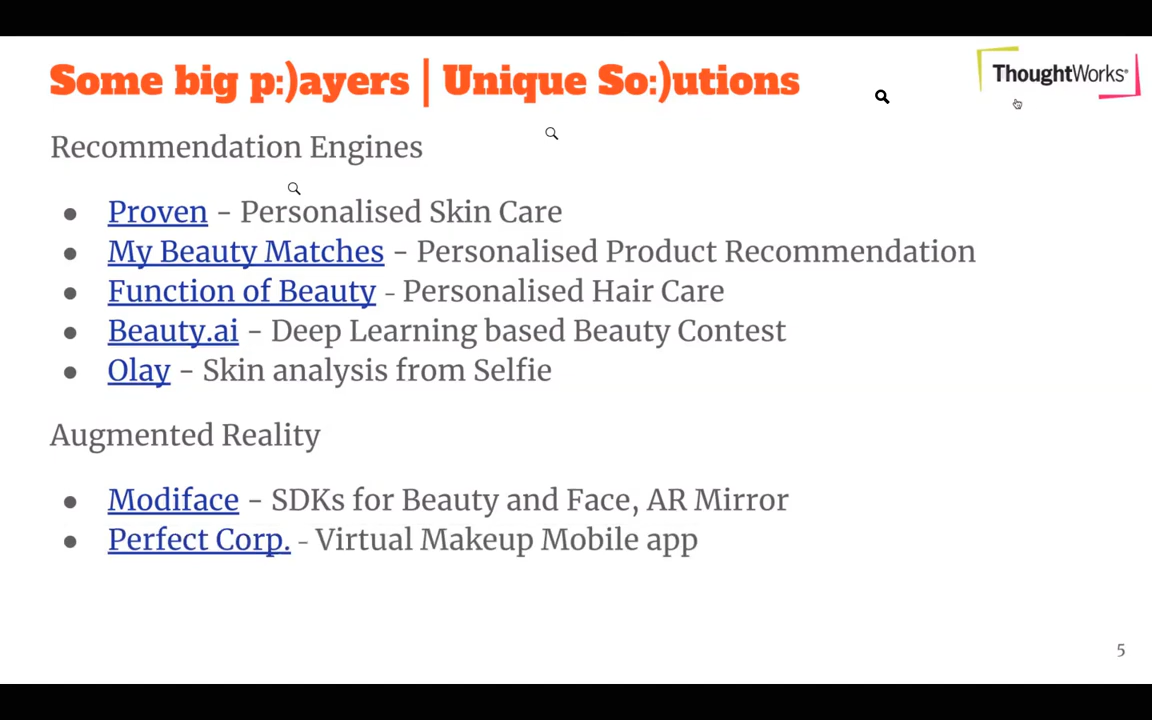 Some big p:)ayers | Unique So:)utions
ThoughtWorks®
Recommendation Engines
● Proven - Personalised Skin Care
● My Beauty Matches - Personalised Product Recommendation
● Function of Beauty - Personalised Hair Care
● Beauty.ai - Deep Learning based Beauty Contest
● Olay - Skin analysis from Selfie
Augmented Reality
● Modiface - SDKs for Beauty and Face, AR Mirror
● Perfect Corp. - Virtual Makeup Mobile app
5